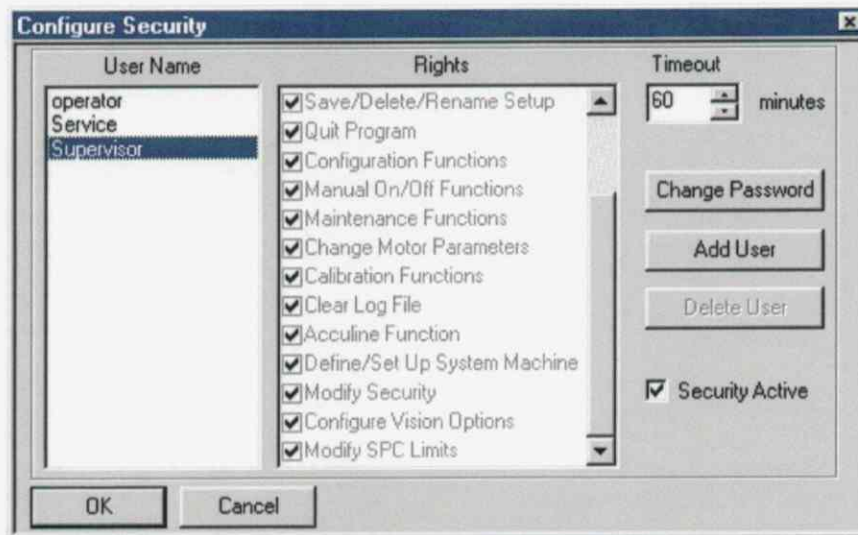 Configure Security
User Name
operator
Service
Supervisor
Rights
Save/Delete/Rename Setup
Quit Program
Configuration Functions
Manual On/Off Functions
Maintenance Functions
Change Motor Parameters
Calibration Functions
Clear Log File
Acculine Function
Define/Set Up System Machine
Modify Security
Configure Vision Options
Modify SPC Limits
Timeout
60 minutes
Change Password
Add User
Delete User
Security Active
OK
Cancel